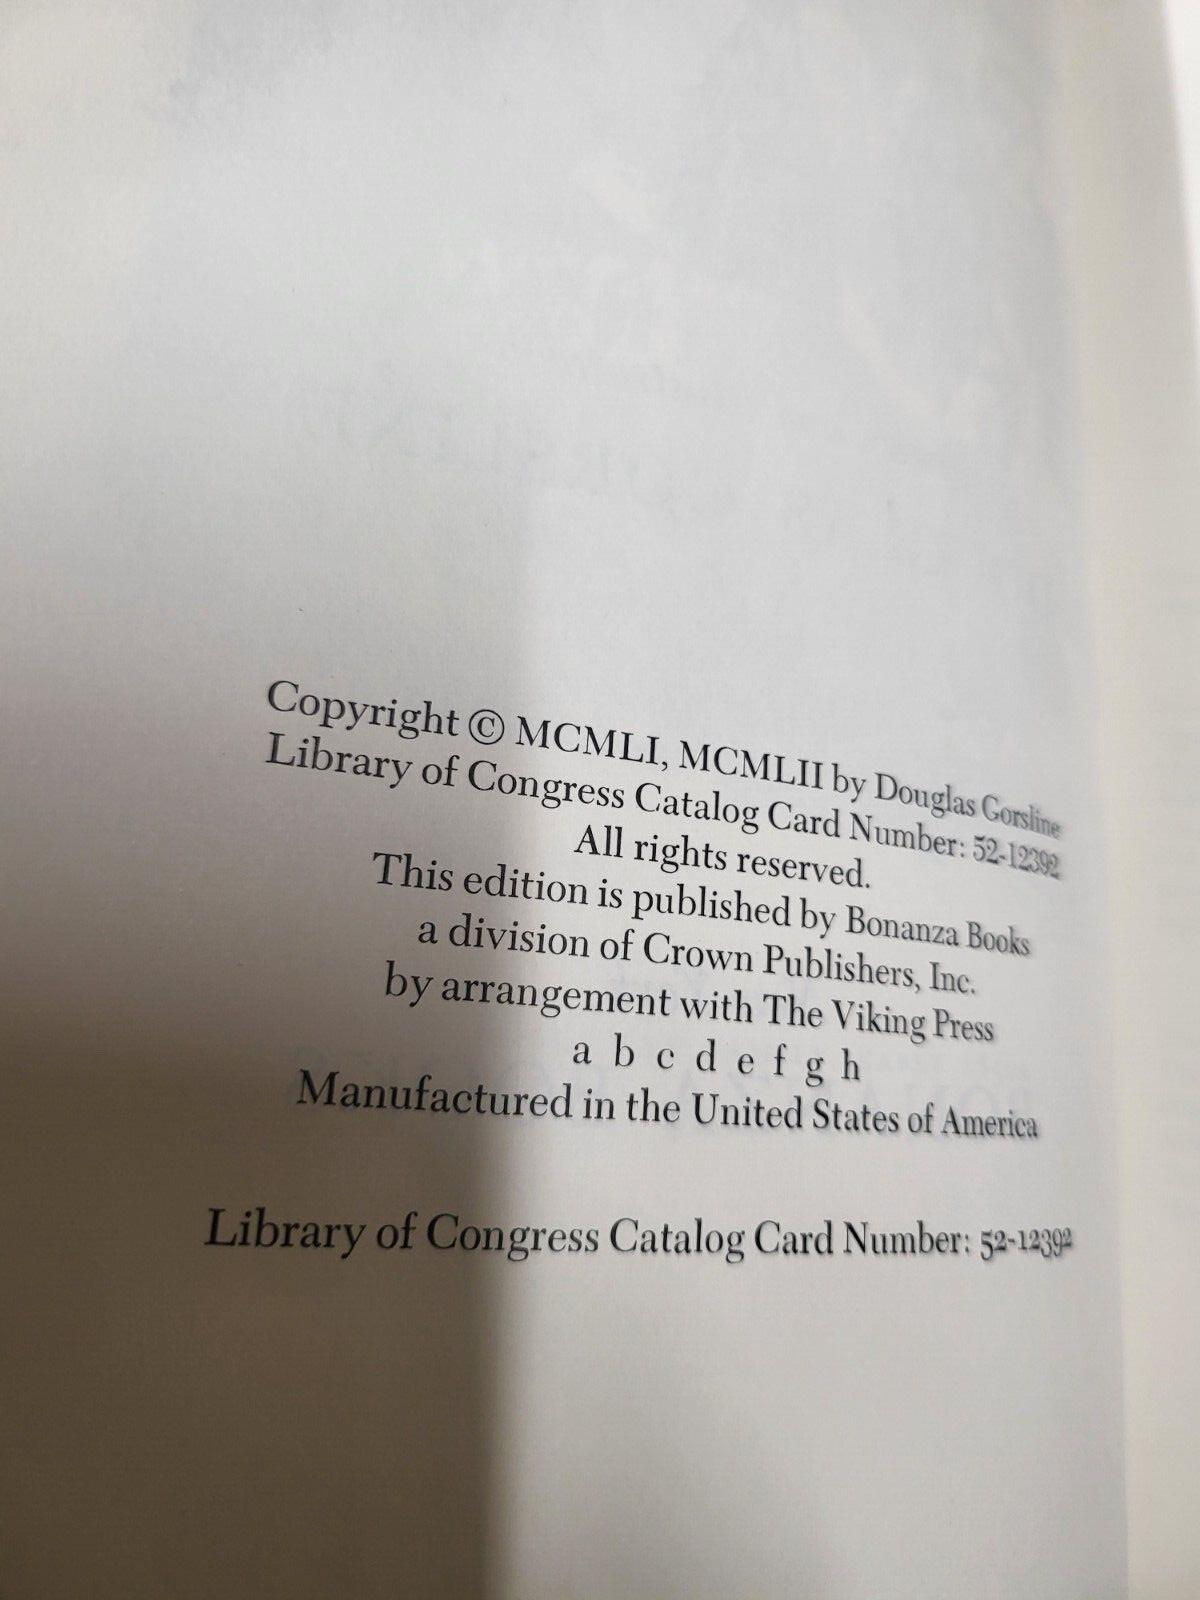 Copyright © MCMLI, MCMLII by Douglas Gorsline
Library of Congress Catalog Card Number: 52-12392
All rights reserved.
This edition is published by Bonanza Books
a division of Crown Publishers, Inc.
by arrangement with The Viking Press
a b c d e f g h
Manufactured in the United States of America
Library of Congress Catalog Card Number: 52-12392